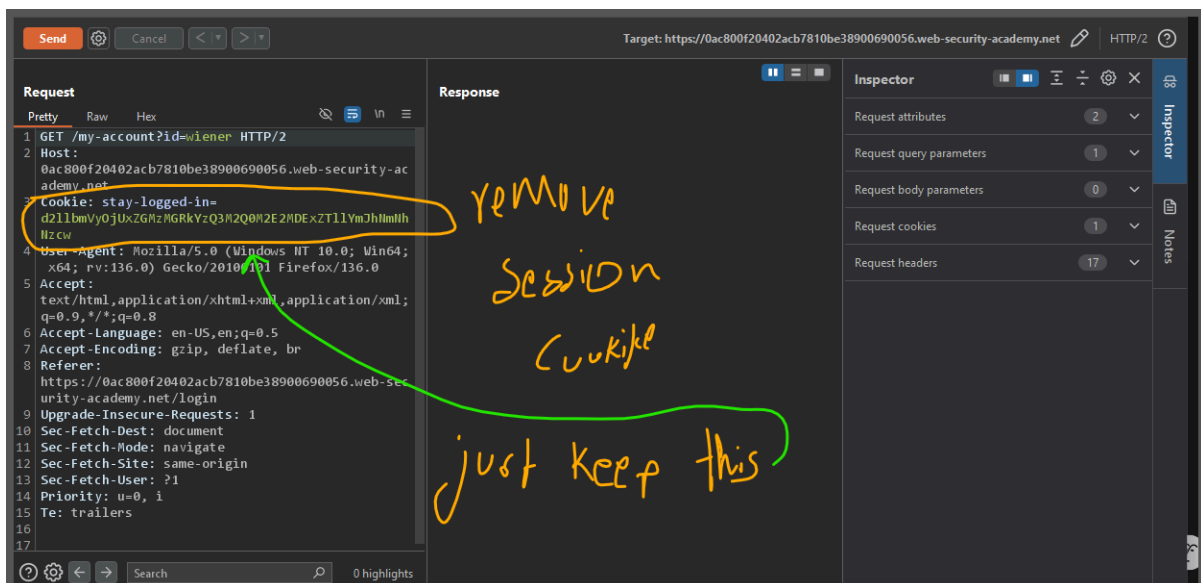 Send
Cancel
Target: https://0ac800f20402acb7810be38900690056.web-security-academy.net
HTTP/2
Request
Pretty Raw Hex
\n
1 GET /my-account?id=wiener HTTP/2
2 Host:
0ac800f20402acb7810be38900690056.web-security-ac
ademy.net
3 Cookie: stay-logged-in=
d2llbmVyOjUxZGMzMGRkYzQ3M2Q0M2E2MDExZTllYmJhNmNh
Nzcw
4 User-Agent: Mozilla/5.0 (Windows NT 10.0; Win64;
x64; rv:136.0) Gecko/20100101 Firefox/136.0
5 Accept:
text/html,application/xhtml+xml,application/xml;
q=0.9,*/*;q=0.8
6 Accept-Language: en-US,en;q=0.5
7 Accept-Encoding: gzip, deflate, br
8 Referer:
https://0ac800f20402acb7810be38900690056.web-sec
urity-academy.net/login
9 Upgrade-Insecure-Requests: 1
10 Sec-Fetch-Dest: document
11 Sec-Fetch-Mode: navigate
12 Sec-Fetch-Site: same-origin
13 Sec-Fetch-User: ?1
14 Priority: u=0, i
15 Te: trailers
16
17
Search
0 highlights
Response
remove
session
cuokike
just keep this
Inspector
Request attributes 2
Request query parameters 1
Request body parameters 0
Request cookies 1
Request headers 17
Inspector
Notes